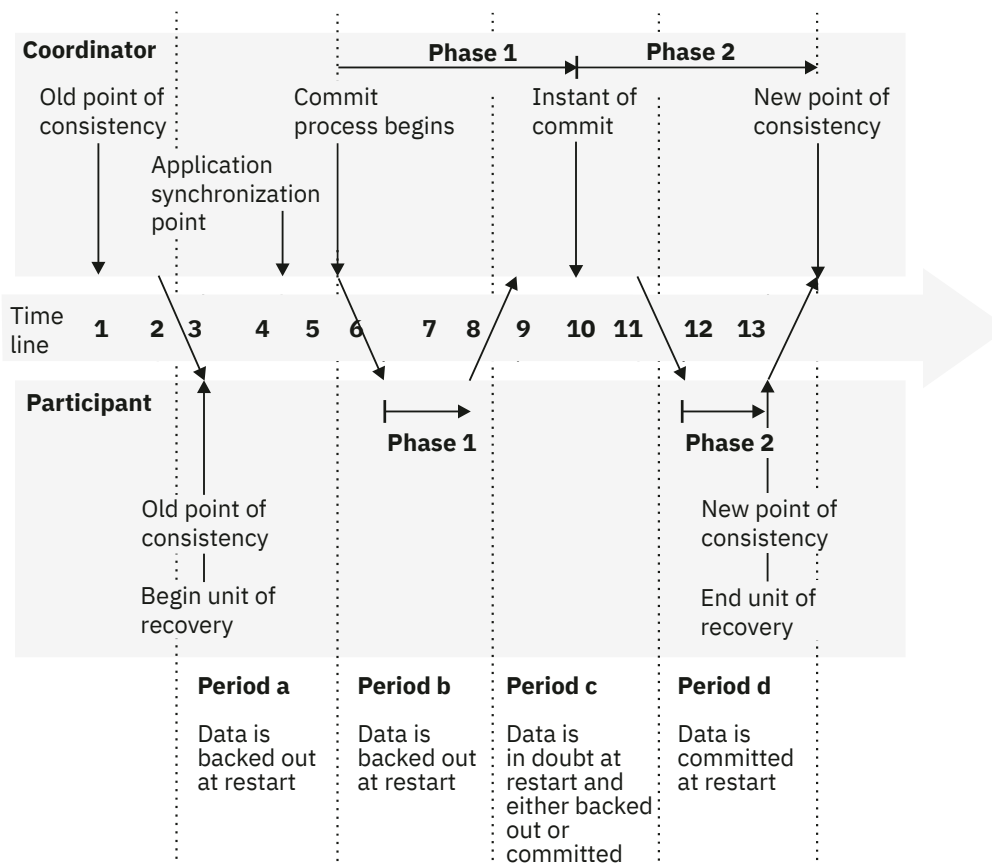 Coordinator
Phase 1
Phase 2
Old point of
consistency
Commit
process begins
Instant of
commit
New point of
consistency
Application
synchronization
point
Time
line
1 2 3 4 5 6 7 8 9 10 11 12 13
Participant
Phase 1
Phase 2
Old point of
consistency
New point of
consistency
Begin unit of
recovery
End unit of
recovery
Period a
Data is
backed out
at restart
Period b
Data is
backed out
at restart
Period c
Data is
in doubt at
restart and
either backed
out or
committed
Period d
Data is
committed
at restart